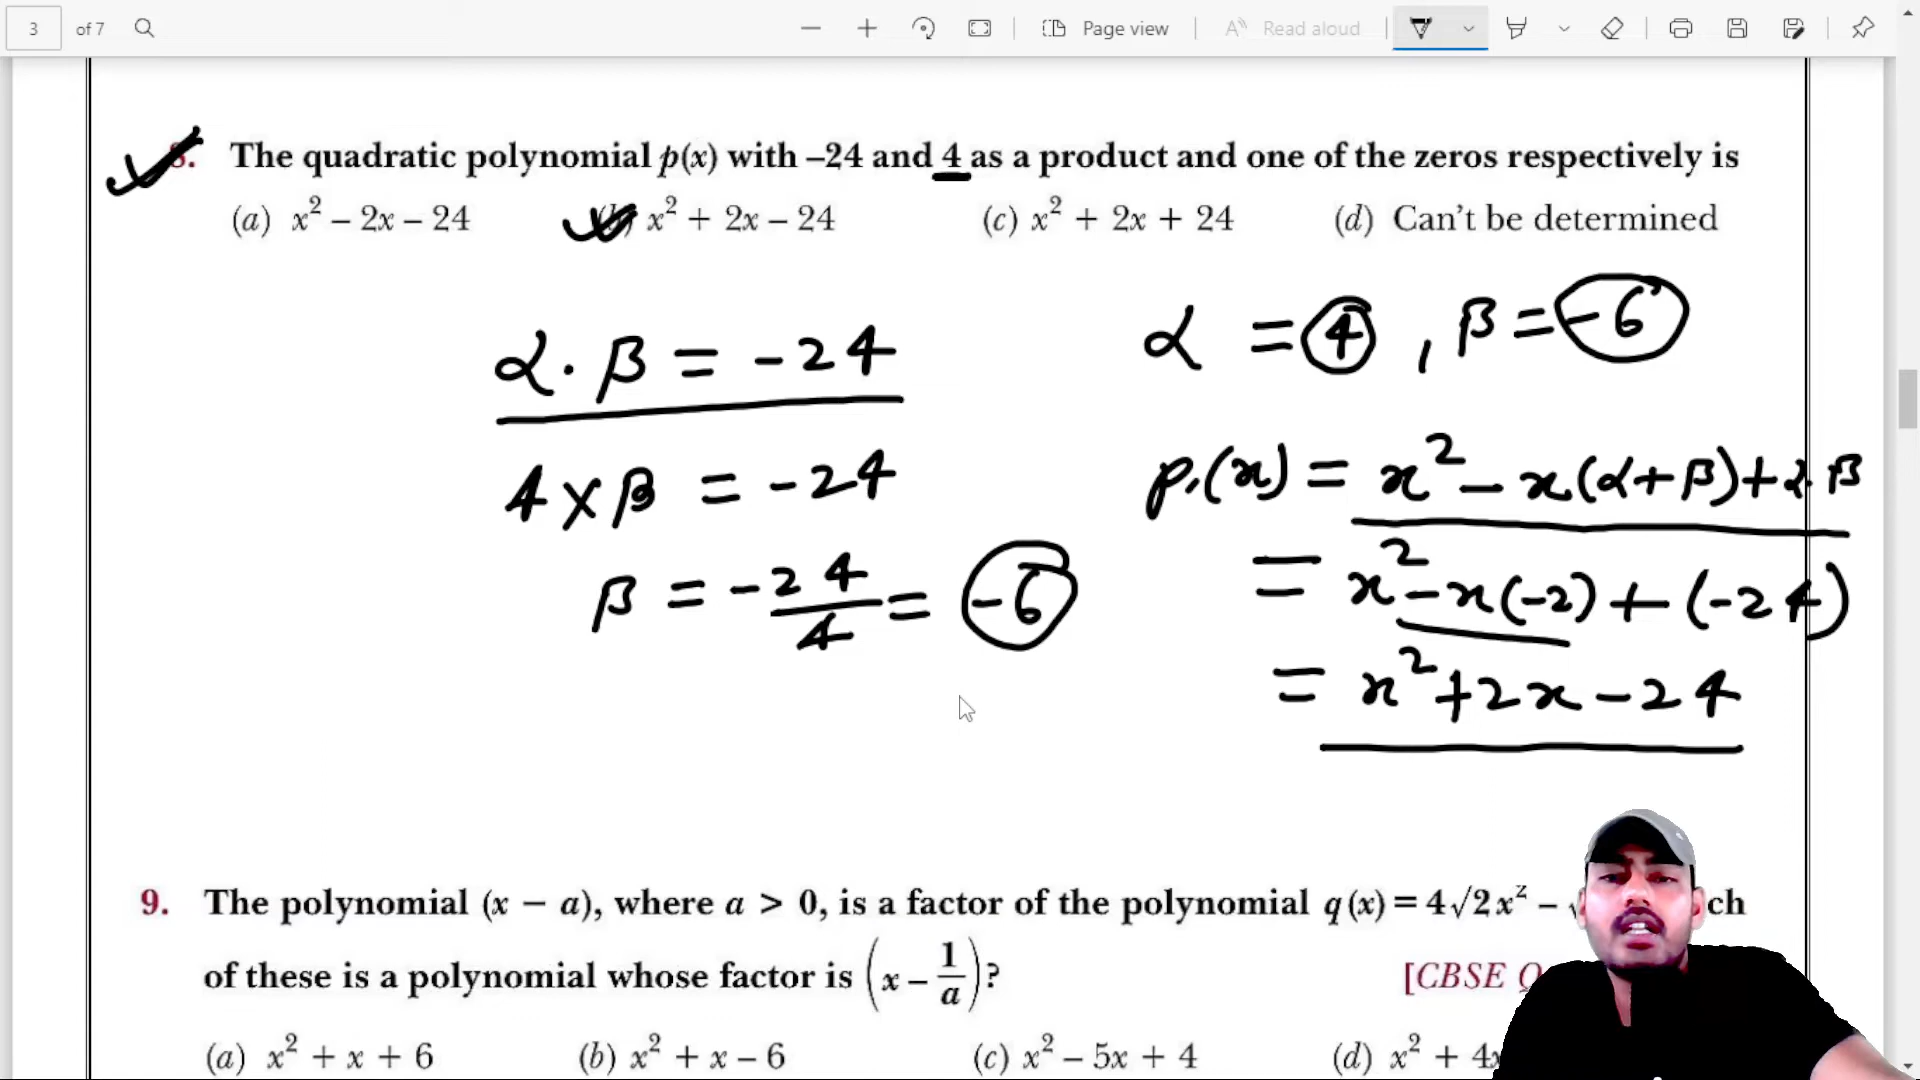 3 of 7 Page view Read aloud
8. The quadratic polynomial p(x) with –24 and 4 as a product and one of the zeros respectively is
(a) x² – 2x – 24 (b) x² + 2x – 24 (c) x² + 2x + 24 (d) Can't be determined
α . β = -24
4 × β = -24
β = -24/4 = -6
α = 4 , β = -6
p(x) = x² - x(α+β) + α.β
= x² - x(-2) + (-24)
= x² + 2x - 24
9. The polynomial (x − a), where a > 0, is a factor of the polynomial q(x) = 4√2x² − ch
of these is a polynomial whose factor is (x − 1/a)?
[CBSE
(a) x² + x + 6 (b) x² + x – 6 (c) x² – 5x + 4 (d) x² + 4x